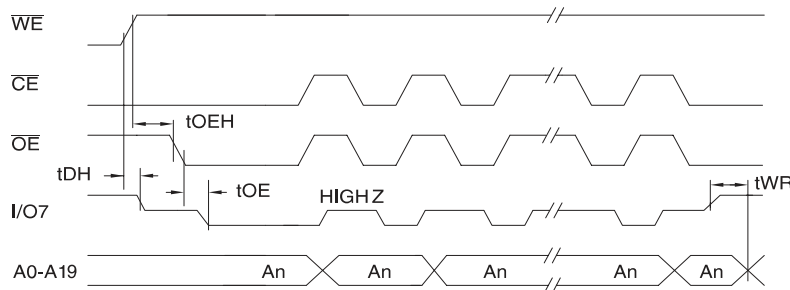 WE
CE
tOEH
OE
tDH
tOE
tWR
HIGH Z
I/O7
A0-A19
An An An An An